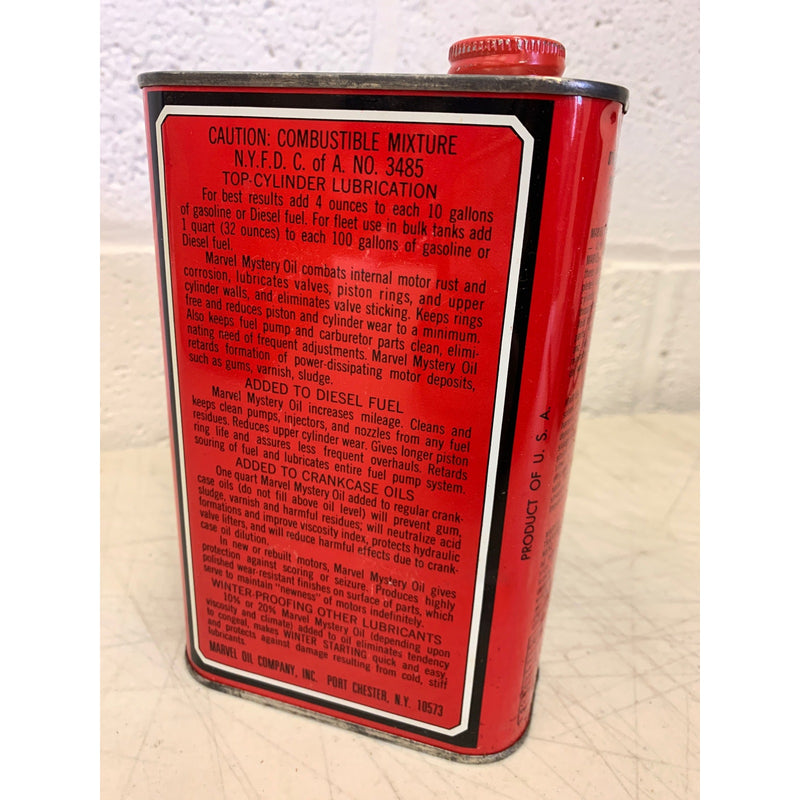 CAUTION: COMBUSTIBLE MIXTURE
N.Y.F.D. C. of A. NO. 3485
TOP-CYLINDER LUBRICATION
For best results add 4 ounces to each 10 gallons
of gasoline or Diesel fuel. For fleet use in bulk tanks add
1 quart (32 ounces) to each 100 gallons of gasoline or
Diesel fuel.
Marvel Mystery Oil combats internal motor rust and
corrosion, lubricates valves, piston rings, and upper
cylinder walls, and eliminates valve sticking. Keeps rings
free and reduces piston and cylinder wear to a minimum.
Also keeps fuel pump and carburetor parts clean, elimi-
nating need of frequent adjustments. Marvel Mystery Oil
retards formation of power-dissipating motor deposits,
such as gums, varnish, sludge.
ADDED TO DIESEL FUEL
Marvel Mystery Oil increases mileage. Cleans and
keeps clean pumps, injectors, and nozzles from any fuel
residues. Reduces upper cylinder wear. Gives longer piston
ring life and assures less frequent overhauls. Retards
souring of fuel and lubricates entire fuel pump system.
ADDED TO CRANKCASE OILS
One quart Marvel Mystery Oil added to regular crank-
case oils (do not fill above oil level) will prevent gum,
sludge, varnish and harmful residues; will neutralize acid
formations and improve viscosity index, protects hydraulic
valve lifters, and will reduce harmful effects due to crank-
case oil dilution.
In new or rebuilt motors, Marvel Mystery Oil gives
protection against scoring or seizure. Produces highly
polished wear-resistant finishes on surface of parts, which
serve to maintain "newness" of motors indefinitely.
WINTER-PROOFING OTHER LUBRICANTS
10% or 20% Marvel Mystery Oil (depending upon
viscosity and climate) added to oil eliminates tendency
to congeal, makes WINTER STARTING quick and easy,
and protects against damage resulting from cold, stiff
lubricants.
MARVEL OIL COMPANY, INC. PORT CHESTER, N.Y. 10573
PRODUCT OF U. S. A.